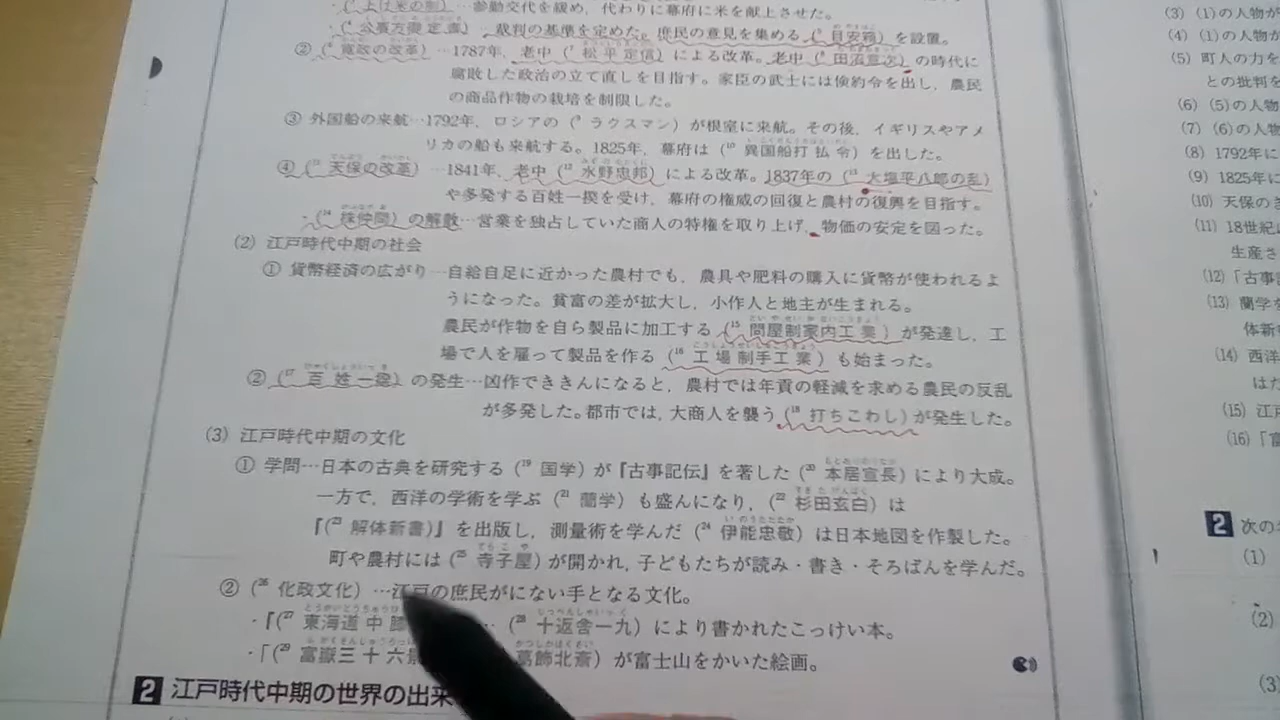 (4 上げ米の制)…参勤交代を緩め、代わりに幕府に米を献上させた。
(公事方御定書)…裁判の基準を定めた。庶民の意見を集める(目安箱)を設置。
②(6 寛政の改革)…1787年、老中(7 松平定信)による改革。老中(8 田沼意次)の時代に
腐敗した政治の立て直しを目指す。家臣の武士には倹約令を出し、農民
の商品作物の栽培を制限した。
③ 外国船の来航…1792年、ロシアの(9 ラクスマン)が根室に来航。その後、イギリスやアメ
リカの船も来航する。1825年、幕府は(10 異国船打払令)を出した。
④(11 天保の改革)…1841年、老中(12 水野忠邦)による改革。1837年の(13 大塩平八郎の乱)
や多発する百姓一揆を受け、幕府の権威の回復と農村の復興を目指す。
・(14 株仲間)の解散…営業を独占していた商人の特権を取り上げ、物価の安定を図った。
(2) 江戸時代中期の社会
① 貨幣経済の広がり…自給自足に近かった農村でも、農具や肥料の購入に貨幣が使われるよ
うになった。貧富の差が拡大し、小作人と地主が生まれる。
農民が作物を自ら製品に加工する(15 問屋制家内工業)が発達し、工
場で人を雇って製品を作る(16 工場制手工業)も始まった。
②(17 百姓一揆)の発生…凶作でききんになると、農村では年貢の軽減を求める農民の反乱
が多発した。都市では、大商人を襲う(18 打ちこわし)が発生した。
(3) 江戸時代中期の文化
① 学問…日本の古典を研究する(19 国学)が『古事記伝』を著した(20 本居宣長)により大成。
一方で、西洋の学術を学ぶ(21 蘭学)も盛んになり、(22 杉田玄白)は
『(23 解体新書)』を出版し、測量術を学んだ(24 伊能忠敬)は日本地図を作製した。
町や農村には(25 寺子屋)が開かれ、子どもたちが読み・書き・そろばんを学んだ。
②(26 化政文化)…江戸の庶民がにない手となる文化。
・『(27 東海道中膝 …(28 十返舎一九)により書かれたこっけい本。
・「(29 富嶽三十六景 葛飾北斎)が富士山をかいた絵画。
2 江戸時代中期の世界の出来
(3) (1)の人物が
(4) (1)の人物か
(5) 町人の力を
との批判を
(6) (5)の人物
(7) (6)の人物
(8) 1792年に
(9) 1825年に
(10) 天保のき
(11) 18世紀
生産さ
(12) 「古事
(13) 蘭学
体新
(14) 西洋
はた
(15) 江戸
(16) 「富
2 次の
(1)
(2)
(3)